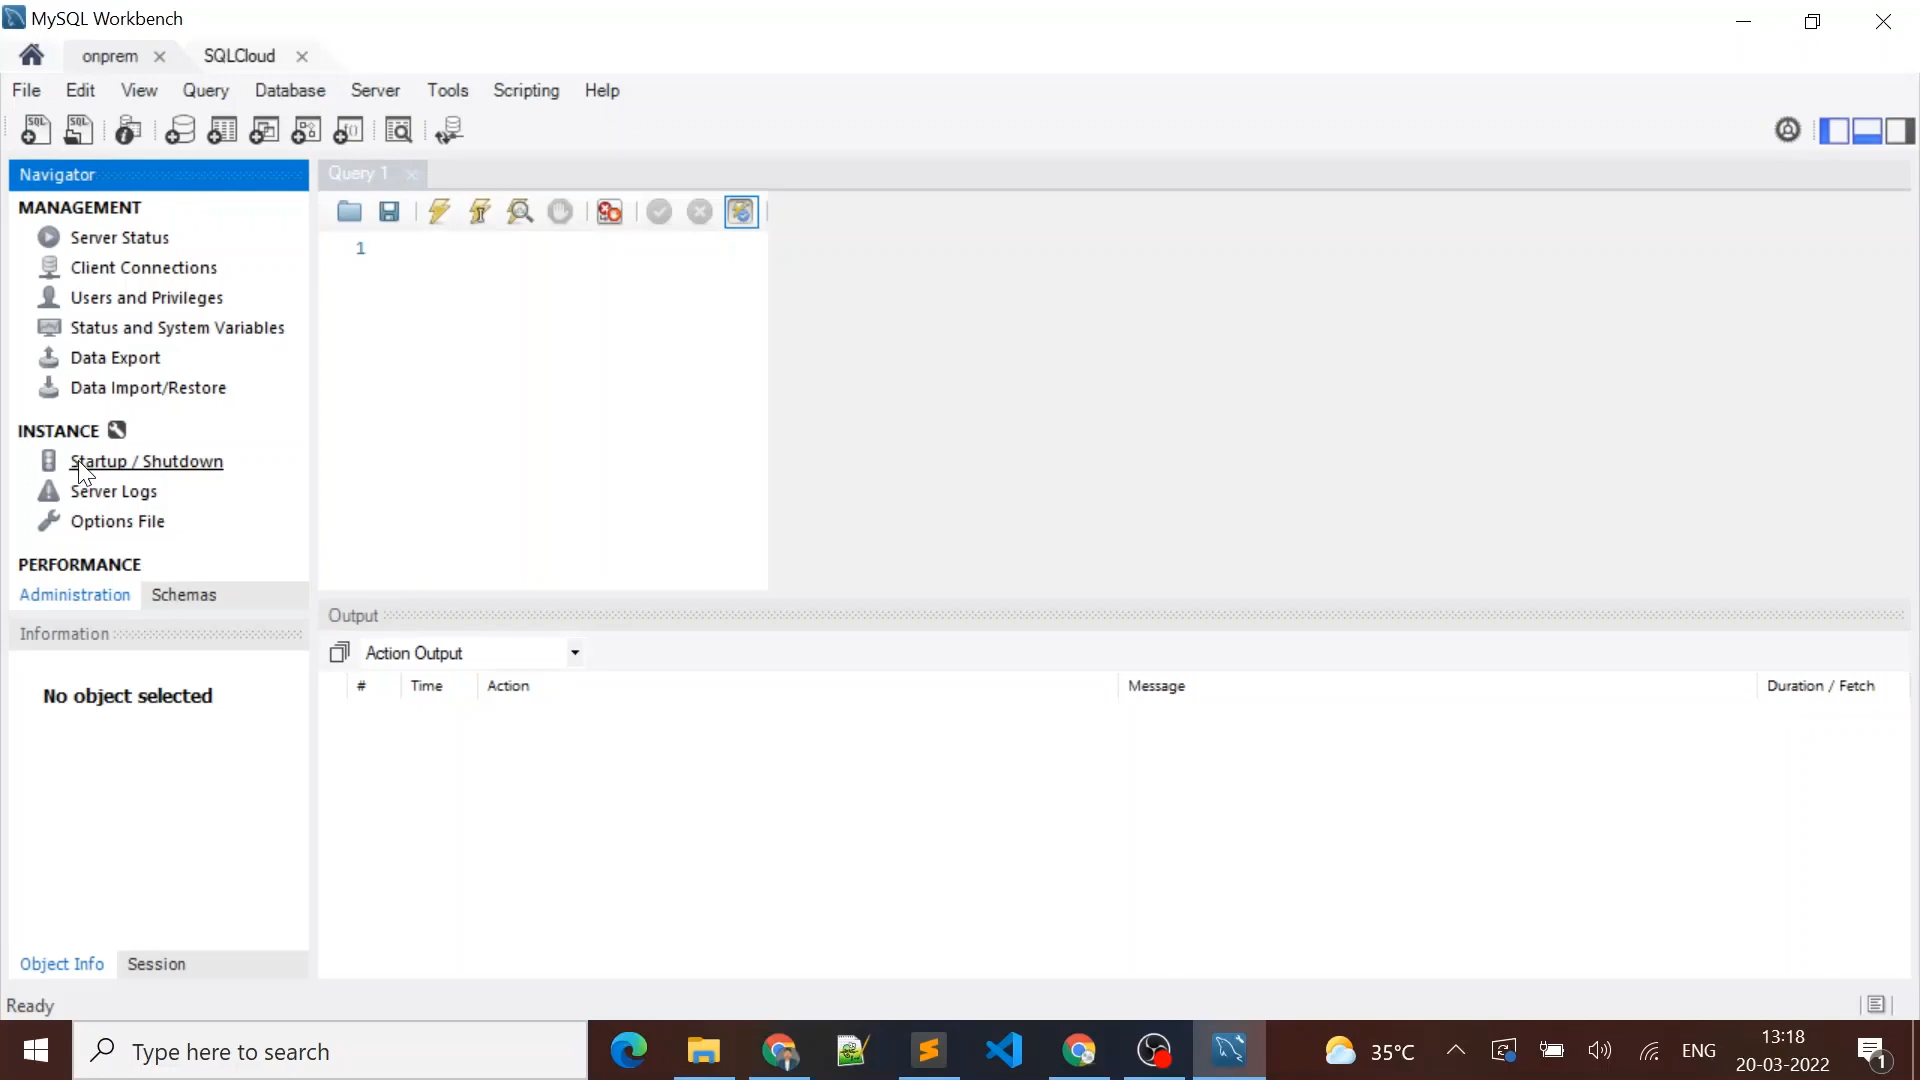 MySQL Workbench
onprem
SQLCloud
File Edit View Query Database Server Tools Scripting Help
SQL SQL
Navigator
Query 1
MANAGEMENT
Server Status
Client Connections
Users and Privileges
Status and System Variables
Data Export
Data Import/Restore
INSTANCE
Startup / Shutdown
Server Logs
Options File
PERFORMANCE
Administration Schemas
1
Output
Information
Action Output
# Time Action Message Duration / Fetch
No object selected
Object Info Session
Ready
Type here to search
35°C
ENG
13:18
20-03-2022
1